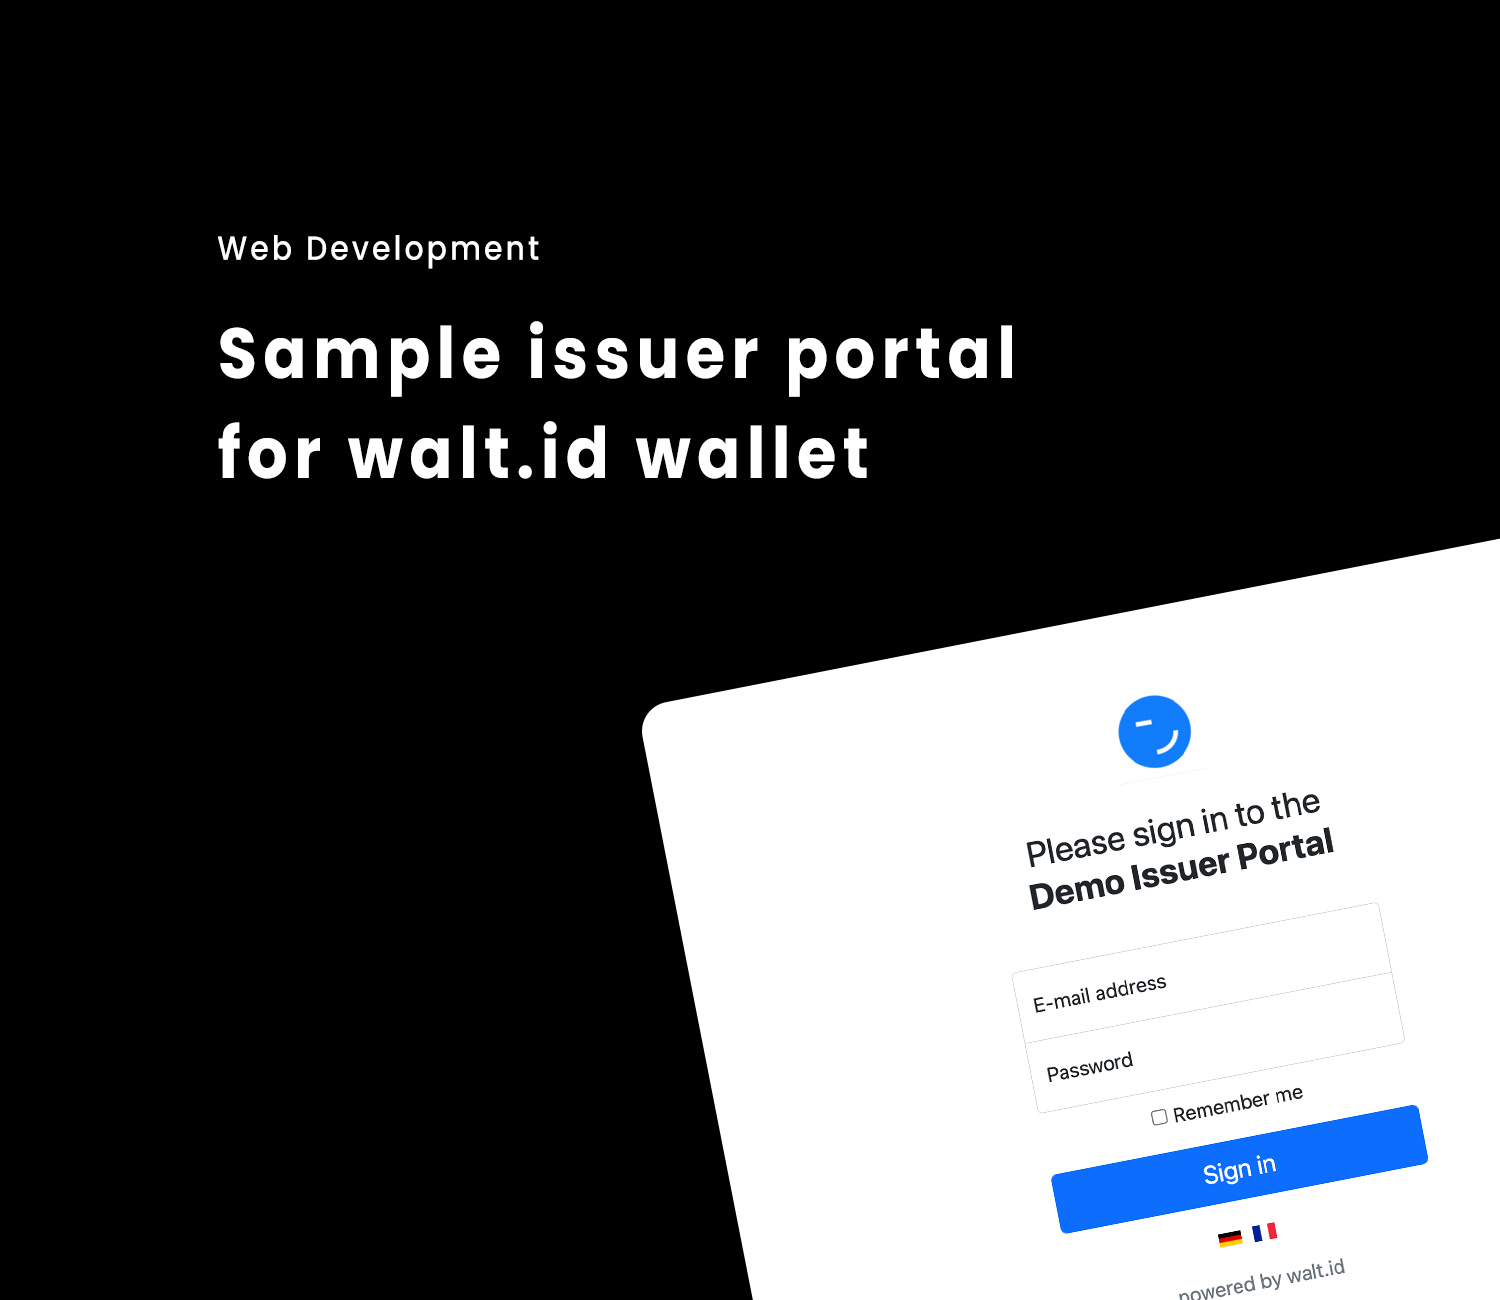 Web Development
Sample issuer portal
for walt.id wallet
Please sign in to the
Demo Issuer Portal
E-mail address
Password
Remember me
Sign in
powered by walt.id